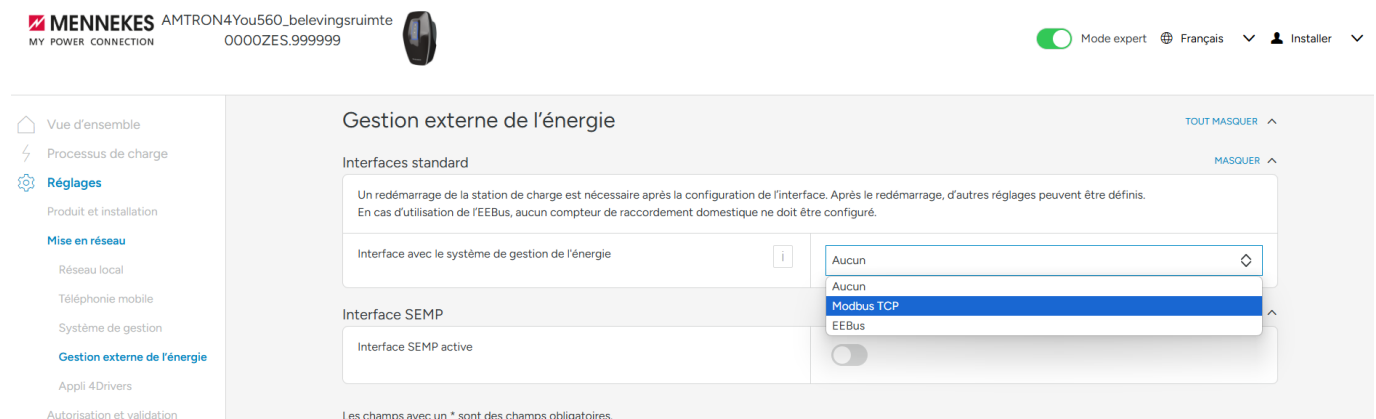 MENNEKES
MY POWER CONNECTION
AMTRON4You560_belevingsruimte
0000ZES.999999
Mode expert
Français
Installer
Vue d'ensemble
Processus de charge
Réglages
Produit et installation
Mise en réseau
Réseau local
Téléphonie mobile
Système de gestion
Gestion externe de l'énergie
Appli 4Drivers
Autorisation et validation
Gestion externe de l'énergie
TOUT MASQUER
Interfaces standard
MASQUER
Un redémarrage de la station de charge est nécessaire après la configuration de l'interface. Après le redémarrage, d'autres réglages peuvent être définis.
En cas d'utilisation de l'EEBus, aucun compteur de raccordement domestique ne doit être configuré.
Interface avec le système de gestion de l'énergie
i
Aucun
Aucun
Modbus TCP
EEBus
Interface SEMP
Interface SEMP active
Les champs avec un * sont des champs obligatoires.